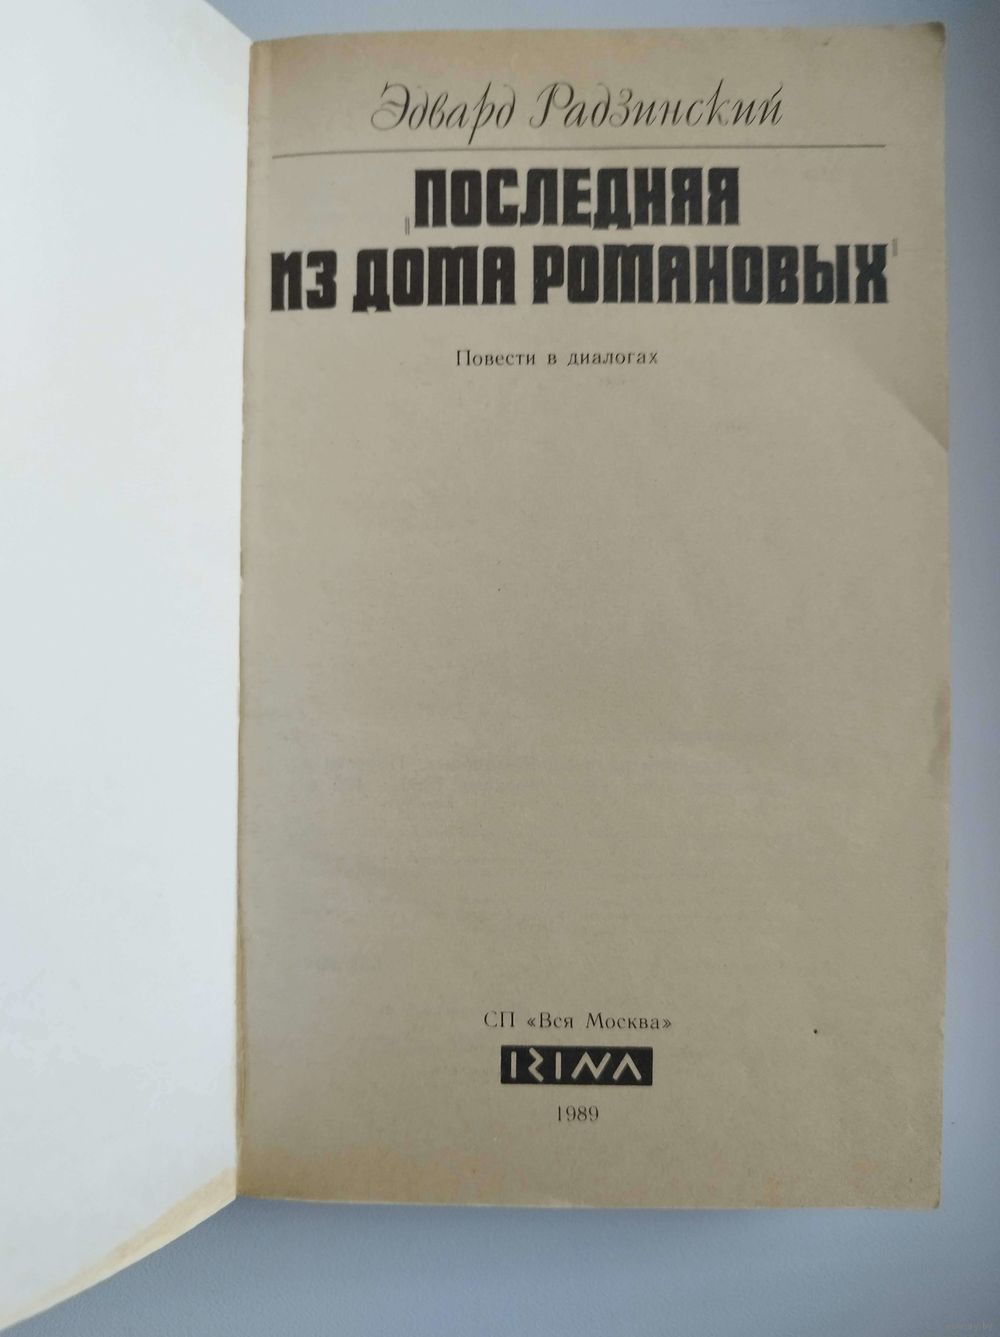 Эдвард Радзинский
"ПОСЛЕДНЯЯ
ИЗ ДОМА РОМАНОВЫХ"
Повести в диалогах
СП «Вся Москва»
IRINA
1989